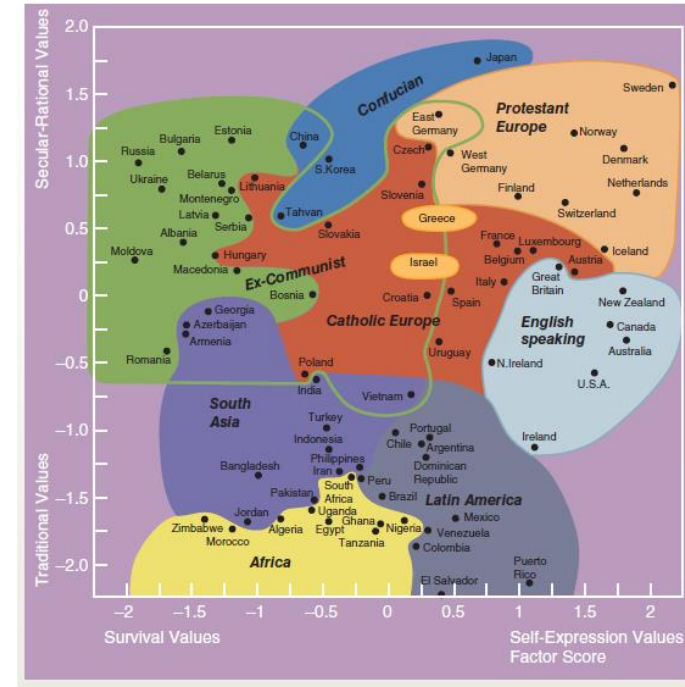 2.0
1.5
1.0
0.5
0
−0.5
−1.0
−1.5
−2.0
Secular-Rational Values
Traditional Values
Japan
Confucian
Sweden
East
Germany
Protestant
Europe
Estonia
Bulgaria
China
Norway
Russia
Czech
West
Germany
Denmark
S.Korea
Ukraine
Belarus
Lithuania
Montenegro
Slovenia
Finland
Netherlands
Switzerland
Latvia
Serbia
Tahvan
Greece
Slovakia
Albania
France
Luxembourg
Iceland
Moldova
Hungary
Belgium
Austria
Macedonia
Ex-Communist
Israel
Italy
Great
Britain
Bosnia
Croatia
Spain
New Zealand
Georgia
Catholic Europe
English
speaking
Canada
Azerbaijan
Armenia
Australia
Romania
Uruguay
N.Ireland
Poland
India
U.S.A.
South
Asia
Vietnam
Turkey
Portugal
Chile
Argentina
Ireland
Indonesia
Philippines
Dominican
Republic
Bangladesh
Iran
South
Africa
Peru
Pakistan
Brazil
Latin America
Uganda
Jordan
Zimbabwe
Morocco
Algeria
Egypt
Ghana
Tanzania
Nigeria
Mexico
Venezuela
Colombia
Africa
El Salvador
Puerto
Rico
−2 −1.5 −1 −0.5 0 0.5 1 1.5 2
Survival Values
Self-Expression Values
Factor Score